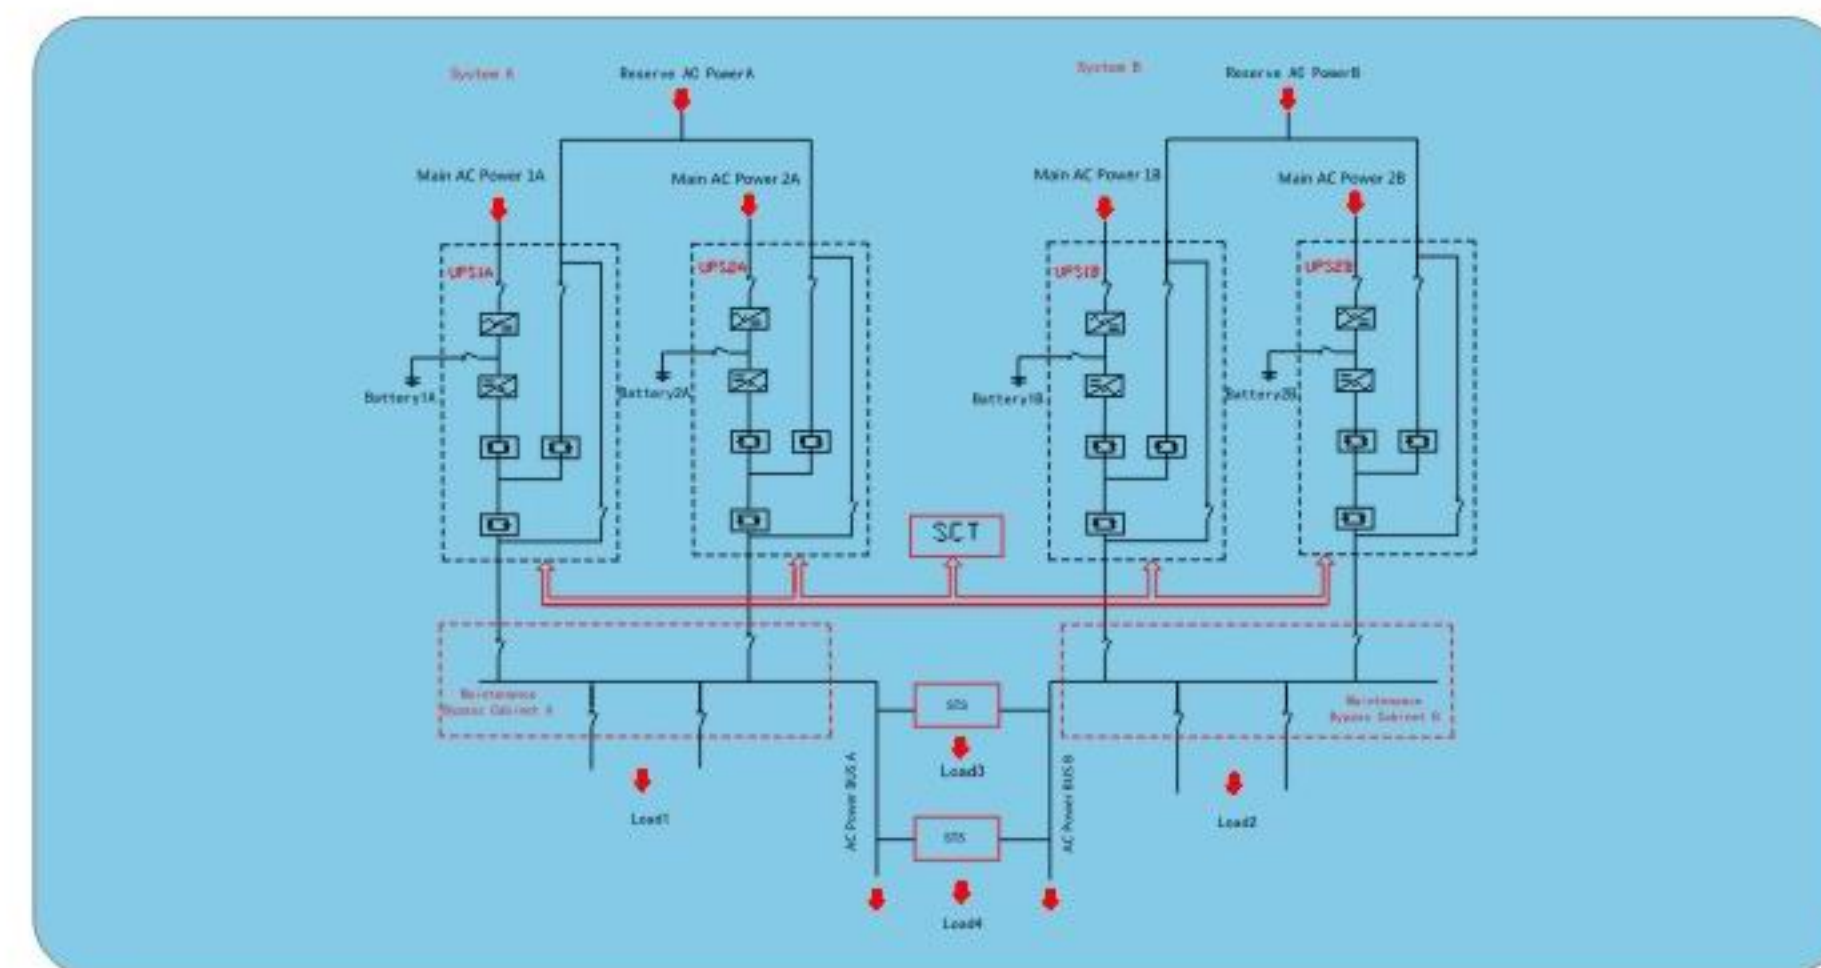 System A
Reserve AC PowerA
System B
Reserve AC PowerB
Main AC Power 1A
Main AC Power 2A
Main AC Power 1B
Main AC Power 2B
UPS1A
UPS2A
UPS1B
UPS2B
Battery1A
Battery2A
Battery1B
Battery2B
SCT
Maintenance
Bypass Cabinet A
STS
Maintenance
Bypass Cabinet B
Load3
AC Power BUS A
AC Power BUS B
Load1
Load2
STS
Load4